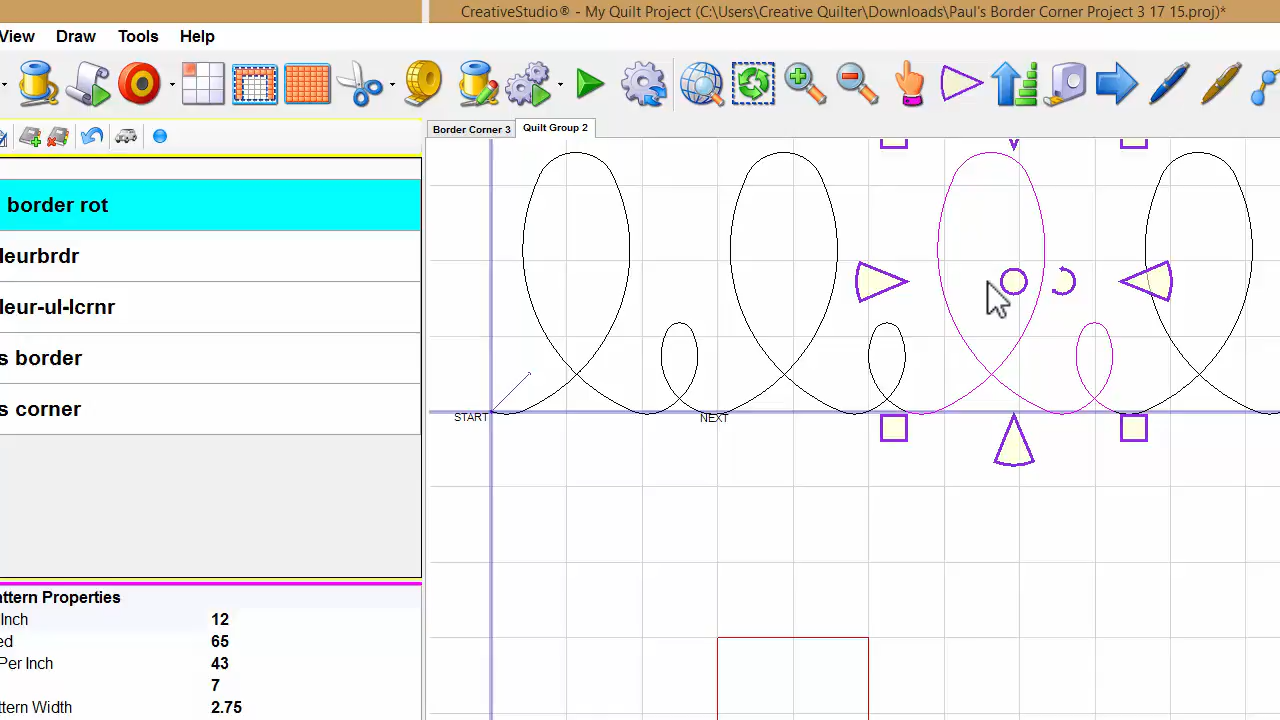 CreativeStudio® - My Quilt Project (C:\Users\Creative Quilter\Downloads\Paul's Border Corner Project 3 17 15.proj)*
View Draw Tools Help
Border Corner 3 Quilt Group 2
border rot
leurbrdr
leur-ul-lcrnr
s border
s corner
START
NEXT
attern Properties
Inch 12
ed 65
Per Inch 43
7
ttern Width 2.75